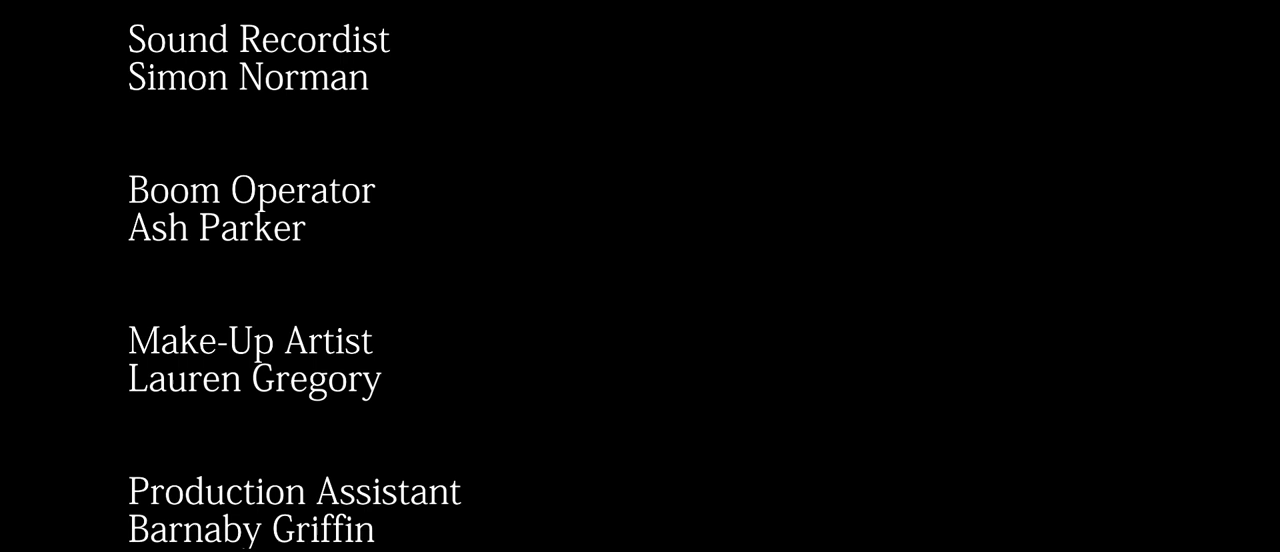 Sound Recordist
Simon Norman
Boom Operator
Ash Parker
Make-Up Artist
Lauren Gregory
Production Assistant
Barnaby Griffin